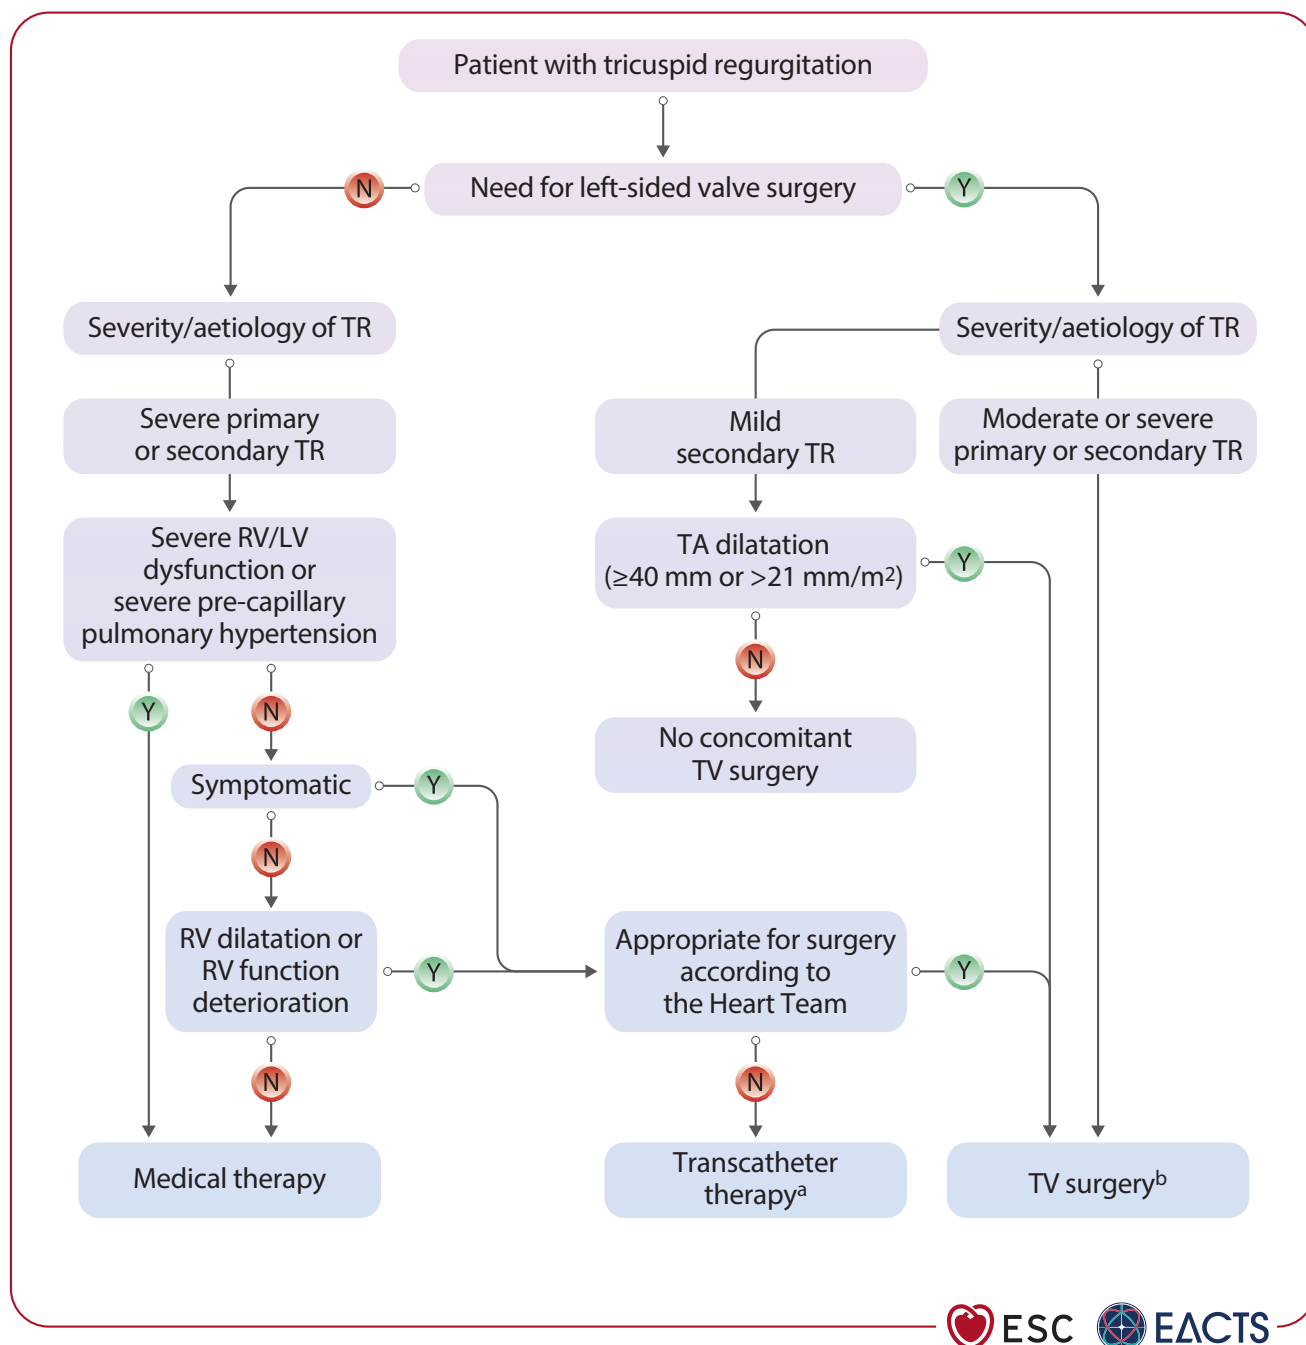 Patient with tricuspid regurgitation
N
Need for left-sided valve surgery
Y
Severity/aetiology of TR
Severity/aetiology of TR
Severe primary
or secondary TR
Mild
secondary TR
Moderate or severe
primary or secondary TR
Severe RV/LV
dysfunction or
severe pre-capillary
pulmonary hypertension
TA dilatation
(≥40 mm or >21 mm/m²)
Y
N
Y
N
No concomitant
TV surgery
Symptomatic
Y
N
RV dilatation or
RV function
deterioration
Y
Appropriate for surgery
according to
the Heart Team
Y
N
N
Medical therapy
Transcatheter
therapyᵃ
TV surgeryᵇ
ESC
EΛCTS